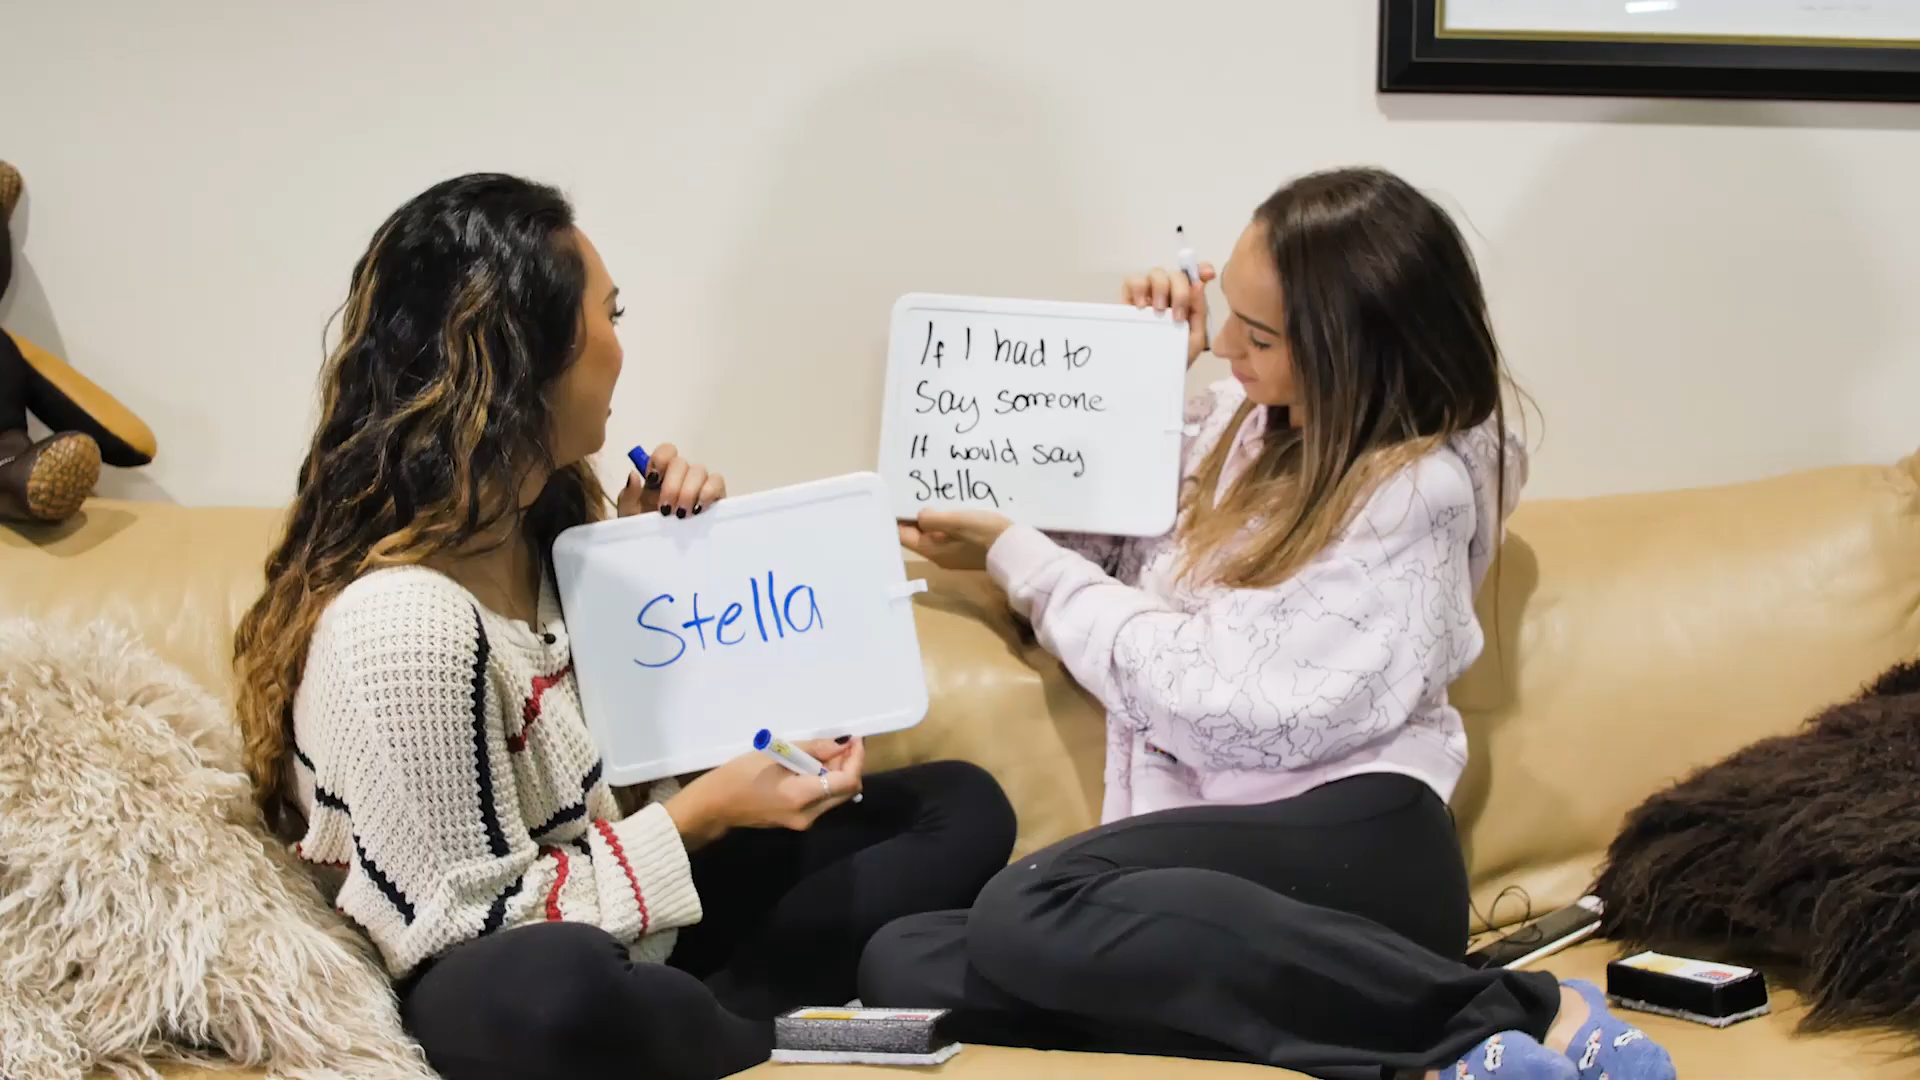 Stella
If I had to
Say someone
It would say
Stella.